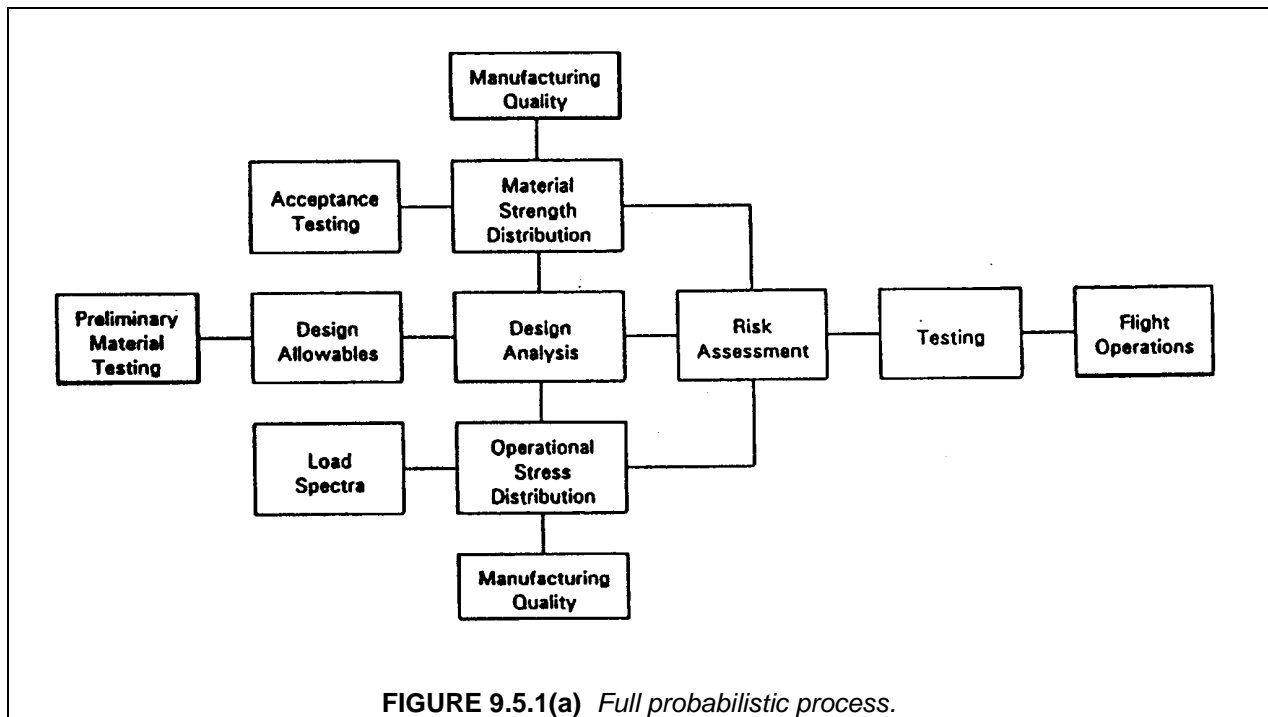 Manufacturing
Quality
Acceptance
Testing
Material
Strength
Distribution
Preliminary
Material
Testing
Design
Allowables
Design
Analysis
Risk
Assessment
Testing
Flight
Operations
Load
Spectra
Operational
Stress
Distribution
Manufacturing
Quality
FIGURE 9.5.1(a) Full probabilistic process.